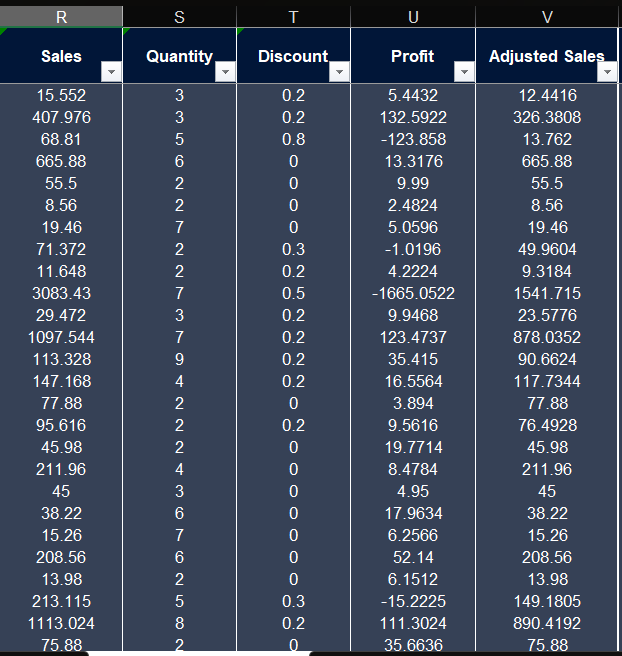 R S T U V
Sales Quantity Discount Profit Adjusted Sales
15.552 3 0.2 5.4432 12.4416
407.976 3 0.2 132.5922 326.3808
68.81 5 0.8 -123.858 13.762
665.88 6 0 13.3176 665.88
55.5 2 0 9.99 55.5
8.56 2 0 2.4824 8.56
19.46 7 0 5.0596 19.46
71.372 2 0.3 -1.0196 49.9604
11.648 2 0.2 4.2224 9.3184
3083.43 7 0.5 -1665.0522 1541.715
29.472 3 0.2 9.9468 23.5776
1097.544 7 0.2 123.4737 878.0352
113.328 9 0.2 35.415 90.6624
147.168 4 0.2 16.5564 117.7344
77.88 2 0 3.894 77.88
95.616 2 0.2 9.5616 76.4928
45.98 2 0 19.7714 45.98
211.96 4 0 8.4784 211.96
45 3 0 4.95 45
38.22 6 0 17.9634 38.22
15.26 7 0 6.2566 15.26
208.56 6 0 52.14 208.56
13.98 2 0 6.1512 13.98
213.115 5 0.3 -15.2225 149.1805
1113.024 8 0.2 111.3024 890.4192
75.88 2 0 35.6636 75.88